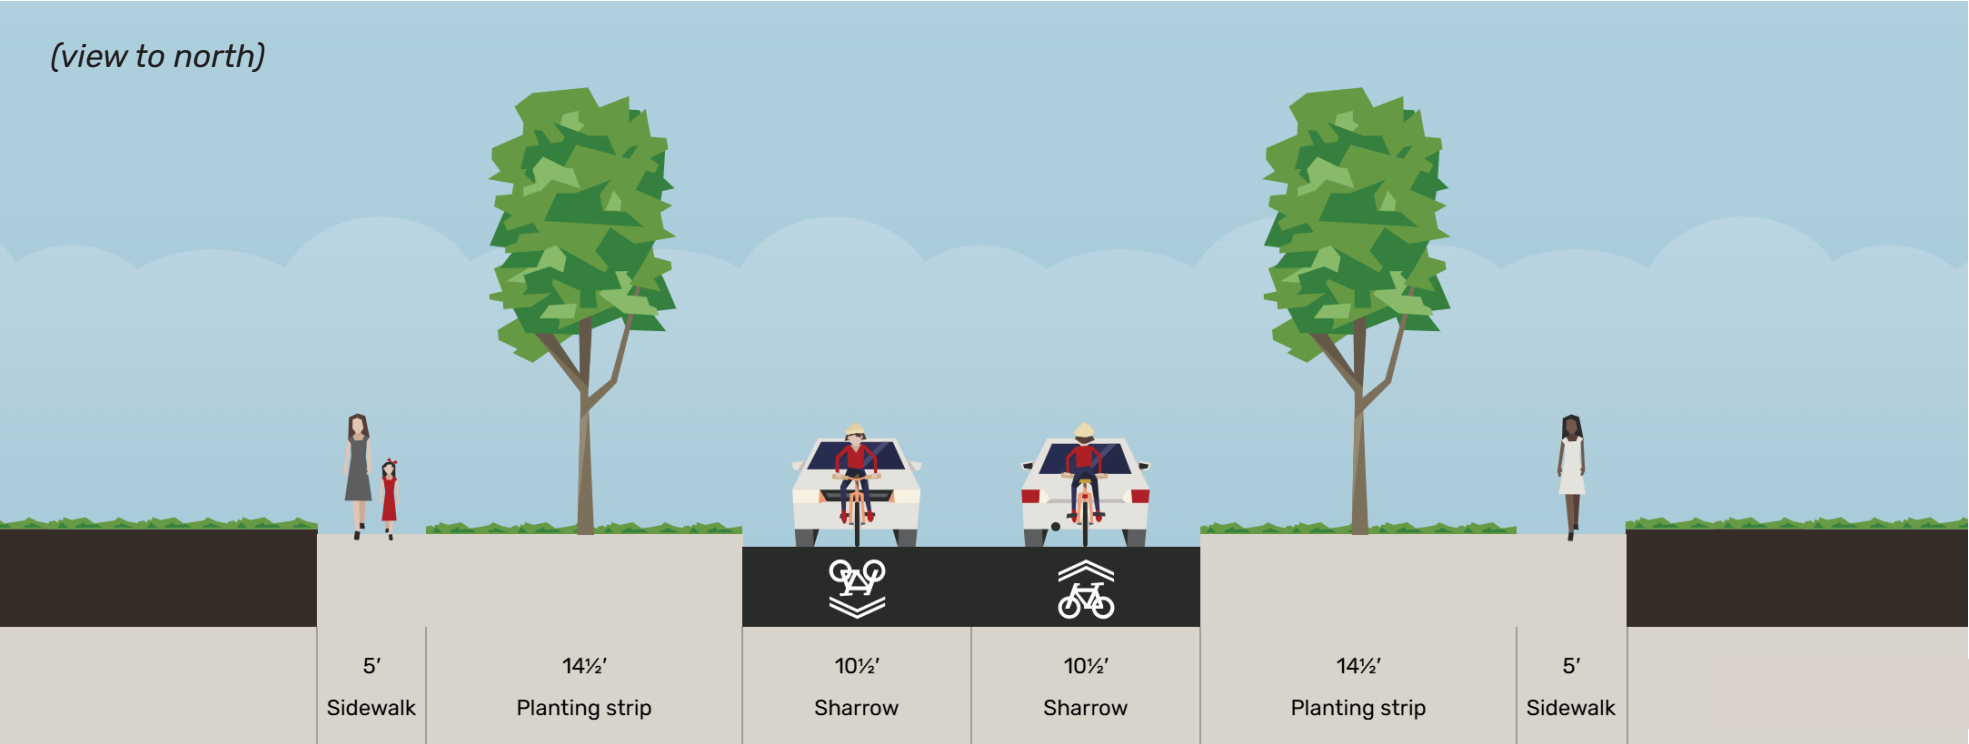 (view to north)
5′ 14½′ 10½′ 10½′ 14½′ 5′
Sidewalk Planting strip Sharrow Sharrow Planting strip Sidewalk